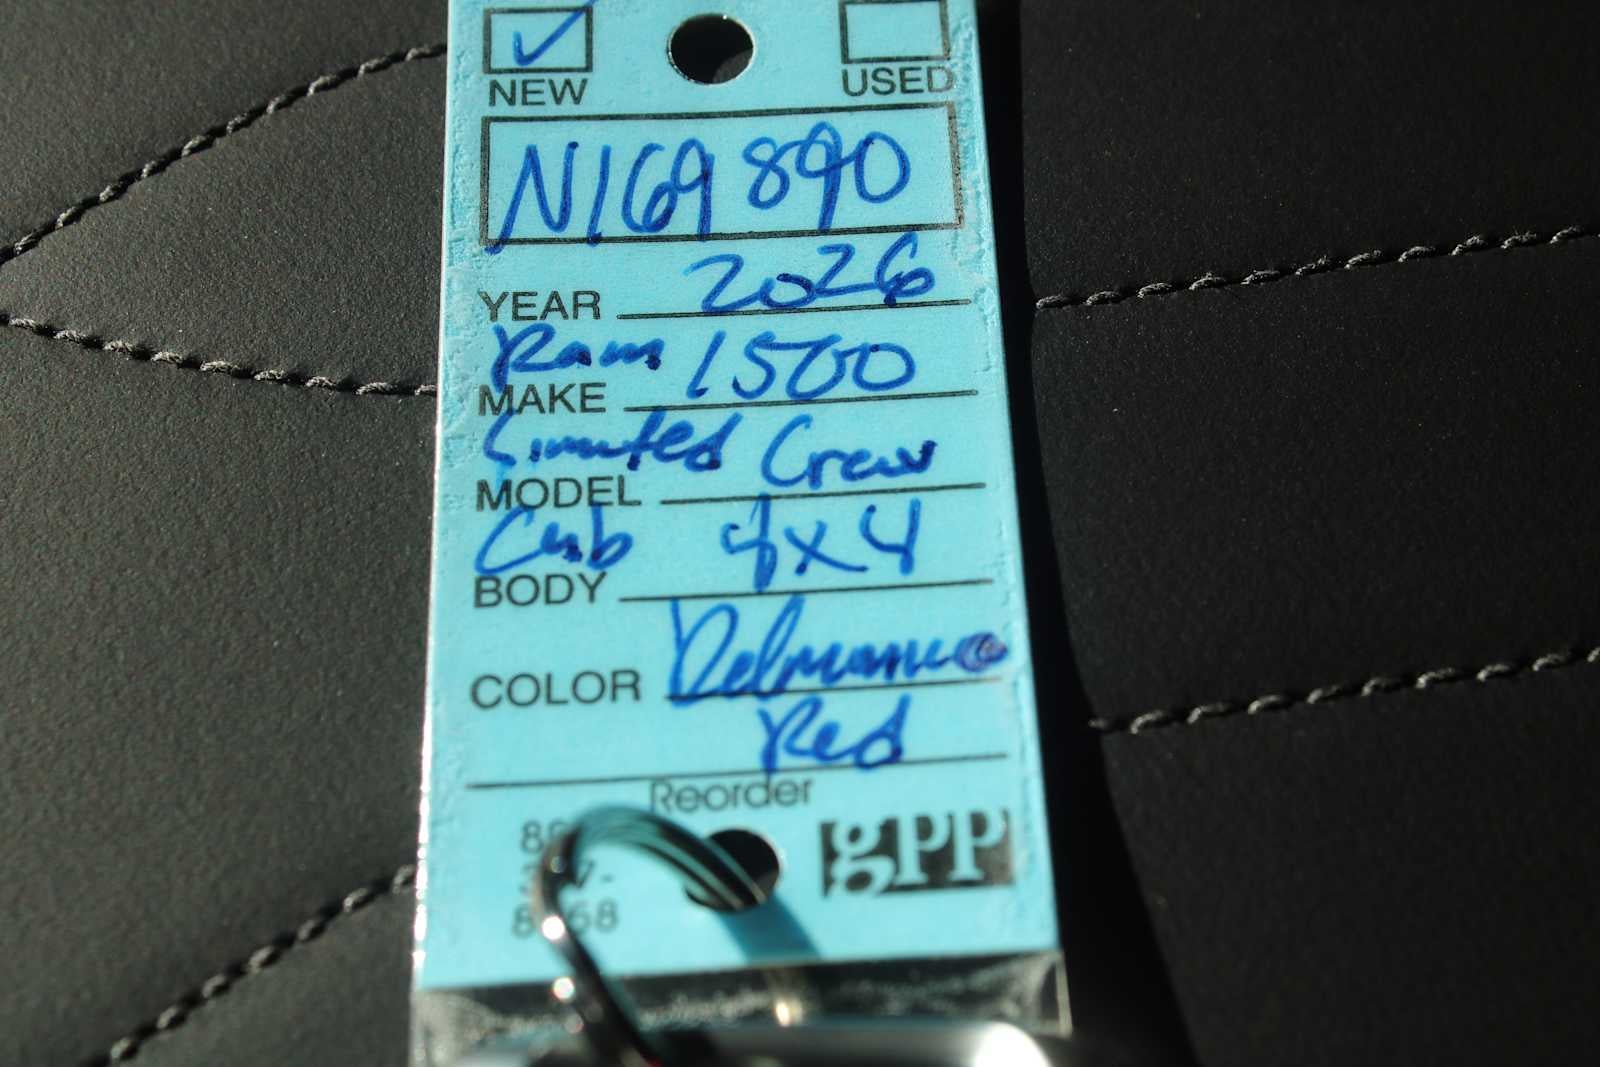 NEW USED
N169890
YEAR 2026
Ram 1500
MAKE
Limited Crew
MODEL
Cab 4x4
BODY
COLOR Delmonico
Red
Reorder
gPP